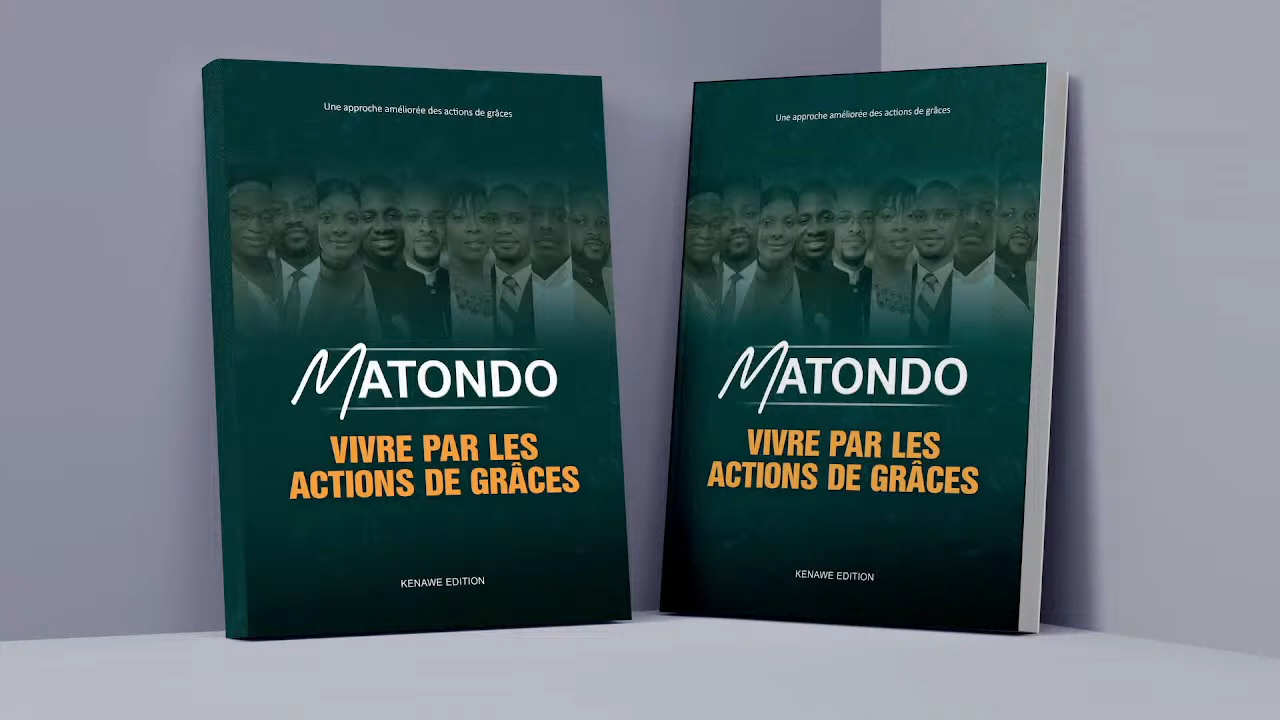 Une approche améliorée des actions de grâces
MATONDO
VIVRE PAR LES
ACTIONS DE GRÂCES
KENAWE EDITION
Une approche améliorée des actions de grâces
MATONDO
VIVRE PAR LES
ACTIONS DE GRÂCES
KENAWE EDITION